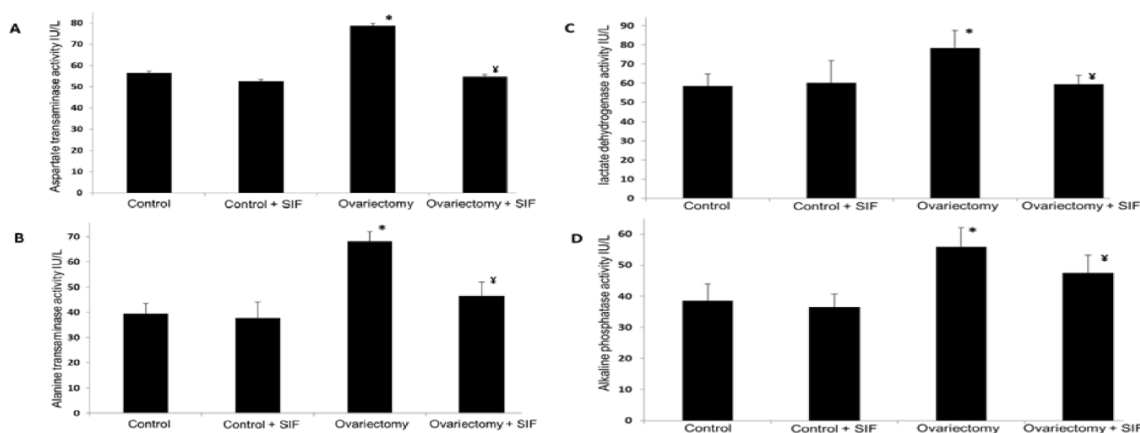 A
Aspartale transaminase activity IU/L
80
70
60
50
40
30
20
10
0
*
¥
Control
Control + SIF
Ovariectomy
Ovariectomy + SIF
B
Alanine transaminase activity IU/L
80
70
60
50
40
30
20
10
0
*
¥
Control
Control + SIF
Ovariectomy
Ovariectomy + SIF
C
lactate dehydrogenase activity IU/L
90
80
70
60
50
40
30
20
10
0
*
¥
Control
Control + SIF
Ovariectomy
Ovariectomy + SIF
D
Alkaline phosphatase activity IU/L
60
50
40
30
20
10
0
*
¥
Control
Control + SIF
Ovariectomy
Ovariectomy + SIF